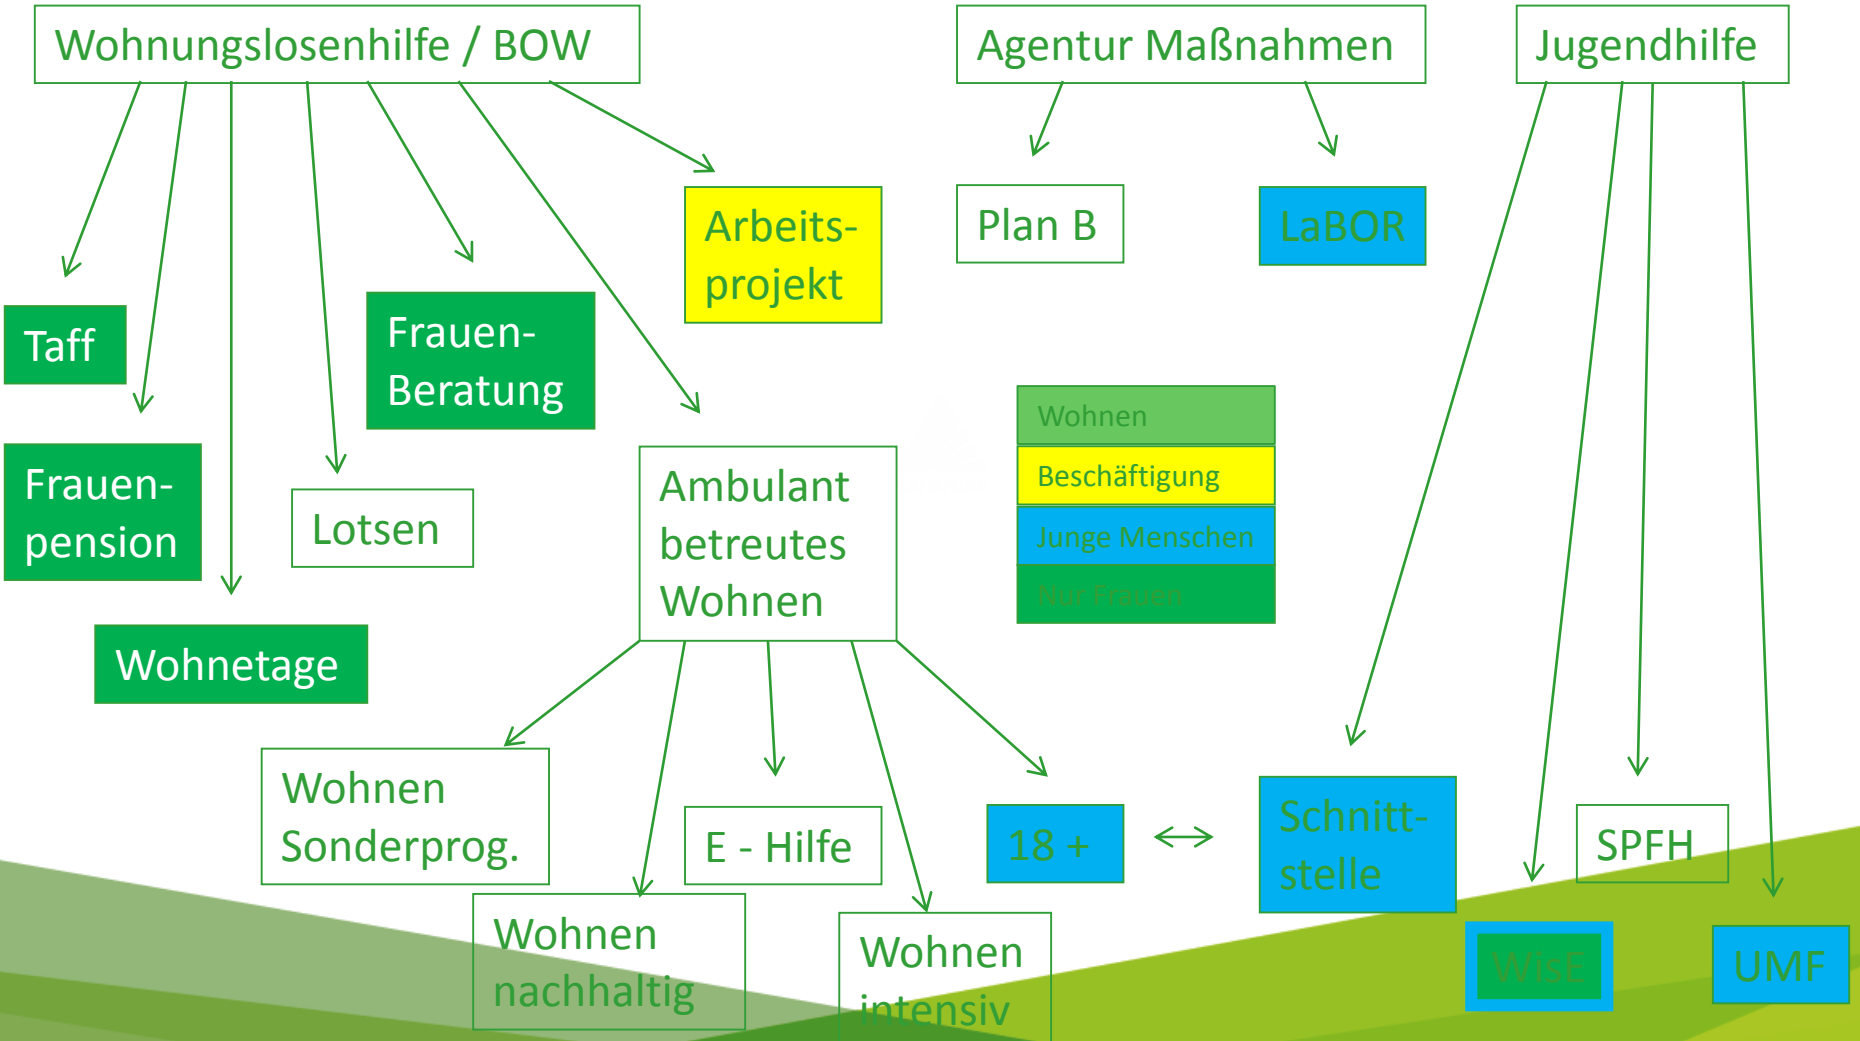 Wohnungslosenhilfe / BOW
Agentur Maßnahmen
Jugendhilfe
Arbeits-
projekt
Plan B
LaBOR
Taff
Frauen-
Beratung
Frauen-
pension
Lotsen
Ambulant
betreutes
Wohnen
Wohnen
Beschäftigung
Junge Menschen
Nur Frauen
Wohnetage
Wohnen
Sonderprog.
E - Hilfe
18 +
Schnitt-
stelle
SPFH
Wohnen
nachhaltig
Wohnen
intensiv
WisE
UMF